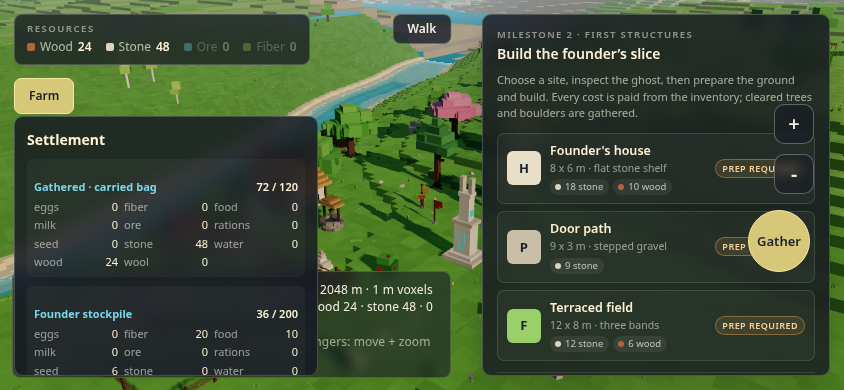 RESOURCES
Wood 24 Stone 48 Ore 0 Fiber 0
Walk
Farm
Settlement
Gathered · carried bag 72 / 120
eggs 0 fiber 0 food 0
milk 0 ore 0 rations 0
seed 0 stone 48 water 0
wood 24 wool 0
Founder stockpile 36 / 200
eggs 0 fiber 20 food 10
milk 0 ore 0 rations 0
seed 6 stone 0 water 0
2048 m · 1 m voxels
ood 24 · stone 48 · 0
ngers: move + zoom
MILESTONE 2 · FIRST STRUCTURES
Build the founder's slice
Choose a site, inspect the ghost, then prepare the ground
and build. Every cost is paid from the inventory; cleared trees
and boulders are gathered.
+
H
Founder's house
8 x 6 m · flat stone shelf
18 stone 10 wood
PREP REQU
-
P
Door path
9 x 3 m · stepped gravel
9 stone
PREP
Gather
F
Terraced field
12 x 8 m · three bands
12 stone 6 wood
PREP REQUIRED